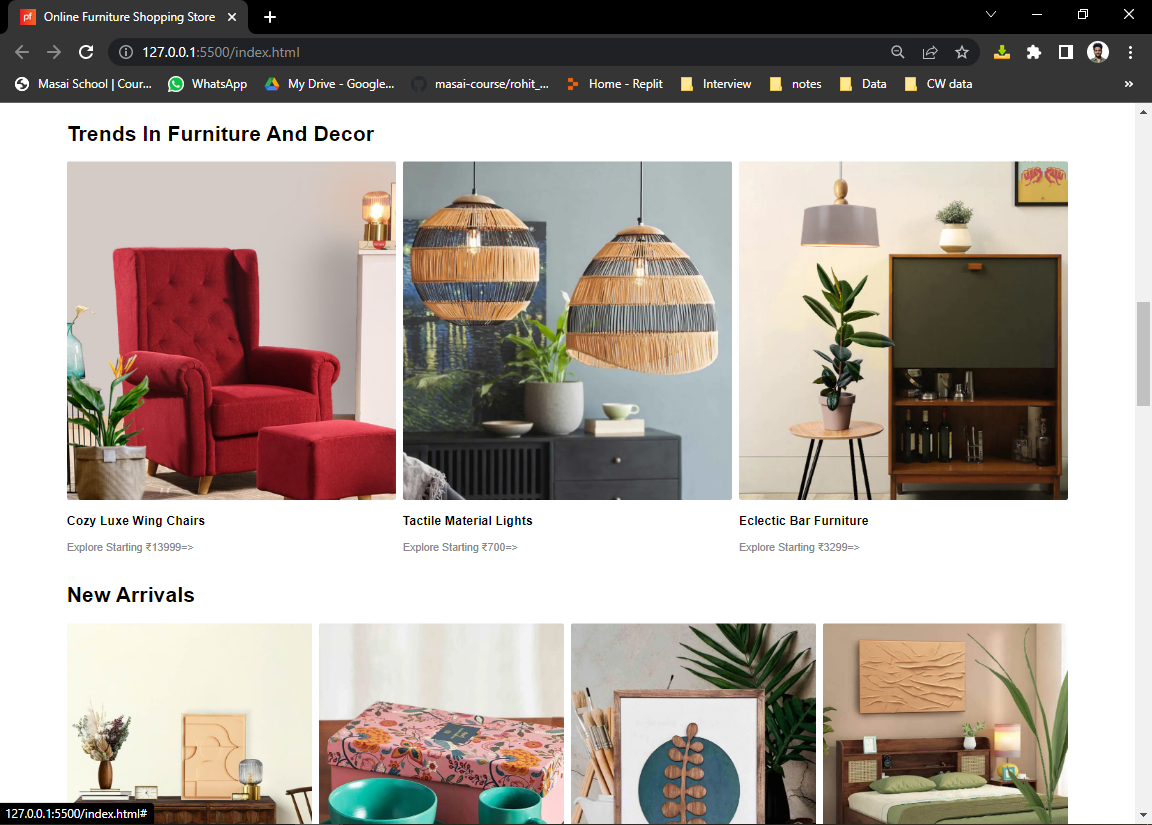 pf Online Furniture Shopping Store
127.0.0.1:5500/index.html
Masai School | Cour... WhatsApp My Drive - Google... masai-course/rohit_... Home - Replit Interview notes Data CW data »
Trends In Furniture And Decor
Cozy Luxe Wing Chairs Tactile Material Lights Eclectic Bar Furniture
Explore Starting ₹13999=> Explore Starting ₹700=> Explore Starting ₹3299=>
New Arrivals
127.0.0.1:5500/index.html#